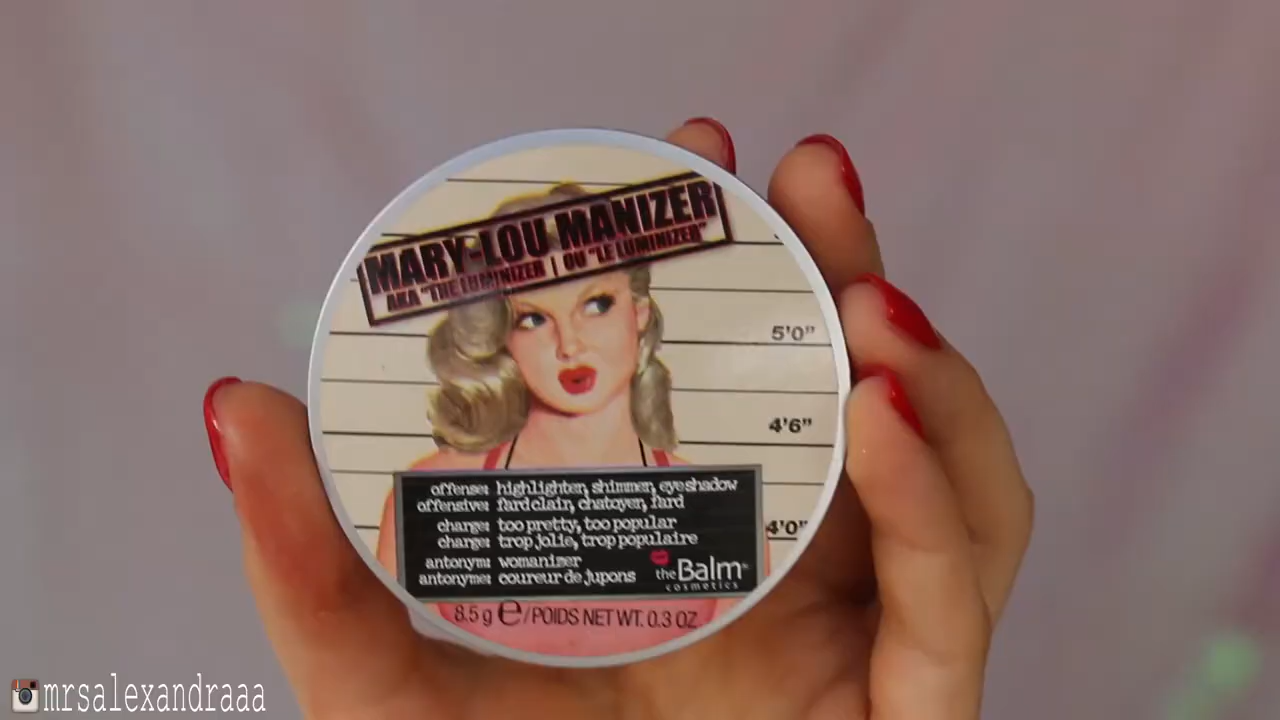 MARY-LOU MANIZER
AKA "THE LUMINIZER | OU "LE LUMINIZER"
5'0"
4'6"
4'0"
offense: highlighter, shimmer, eyeshadow
offensive: fard clair, chatoyer, fard
charge: too pretty, too popular
charge: trop jolie, trop populaire
antonym: womanizer
antonyme: coureur de jupons
theBalm
cosmetics
8.5 g e/POIDS NET WT. 0.3 OZ.
mrsalexandraaa